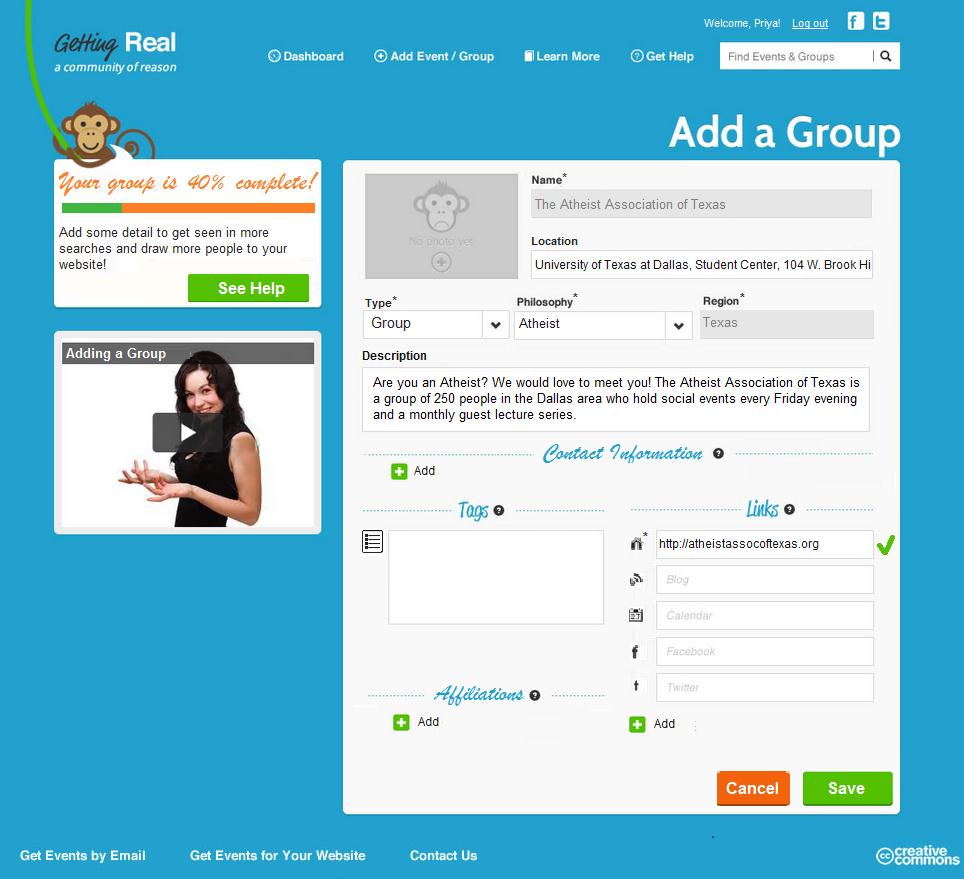 Welcome, Priya! Log out
Getting Real
a community of reason
Dashboard Add Event / Group Learn More Get Help Find Events & Groups
Add a Group
Your group is 40% complete!
Add some detail to get seen in more
searches and draw more people to your
website!
See Help
Adding a Group
No photo yet
Name*
The Atheist Association of Texas
Location
University of Texas at Dallas, Student Center, 104 W. Brook Hi
Type* Philosophy* Region*
Group Atheist Texas
Description
Are you an Atheist? We would love to meet you! The Atheist Association of Texas is
a group of 250 people in the Dallas area who hold social events every Friday evening
and a monthly guest lecture series.
Contact Information ?
Add
Tags ?
Links ?
*
http://atheistassocoftexas.org
Blog
Calendar
Facebook
Twitter
Affiliations ?
Add
Add
Cancel Save
Get Events by Email Get Events for Your Website Contact Us
cc creative commons